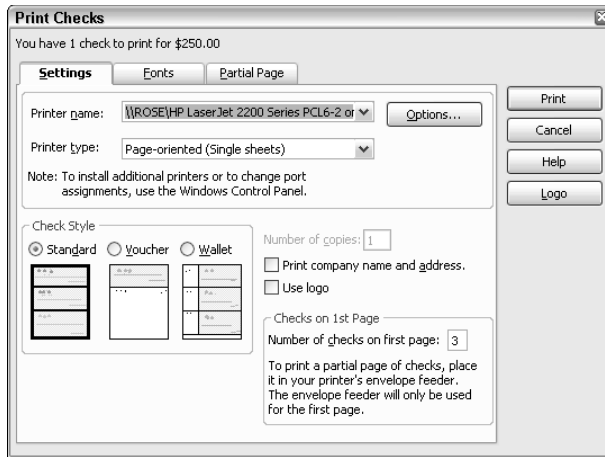 Print Checks
You have 1 check to print for $250.00
Settings
Fonts
Partial Page
Printer name:
\\ROSE\HP LaserJet 2200 Series PCL6-2 or
Options...
Printer type:
Page-oriented (Single sheets)
Note: To install additional printers or to change port
assignments, use the Windows Control Panel.
Print
Cancel
Help
Logo
Check Style
Standard
Voucher
Wallet
Number of copies: 1
Print company name and address.
Use logo
Checks on 1st Page
Number of checks on first page: 3
To print a partial page of checks, place
it in your printer's envelope feeder.
The envelope feeder will only be used
for the first page.